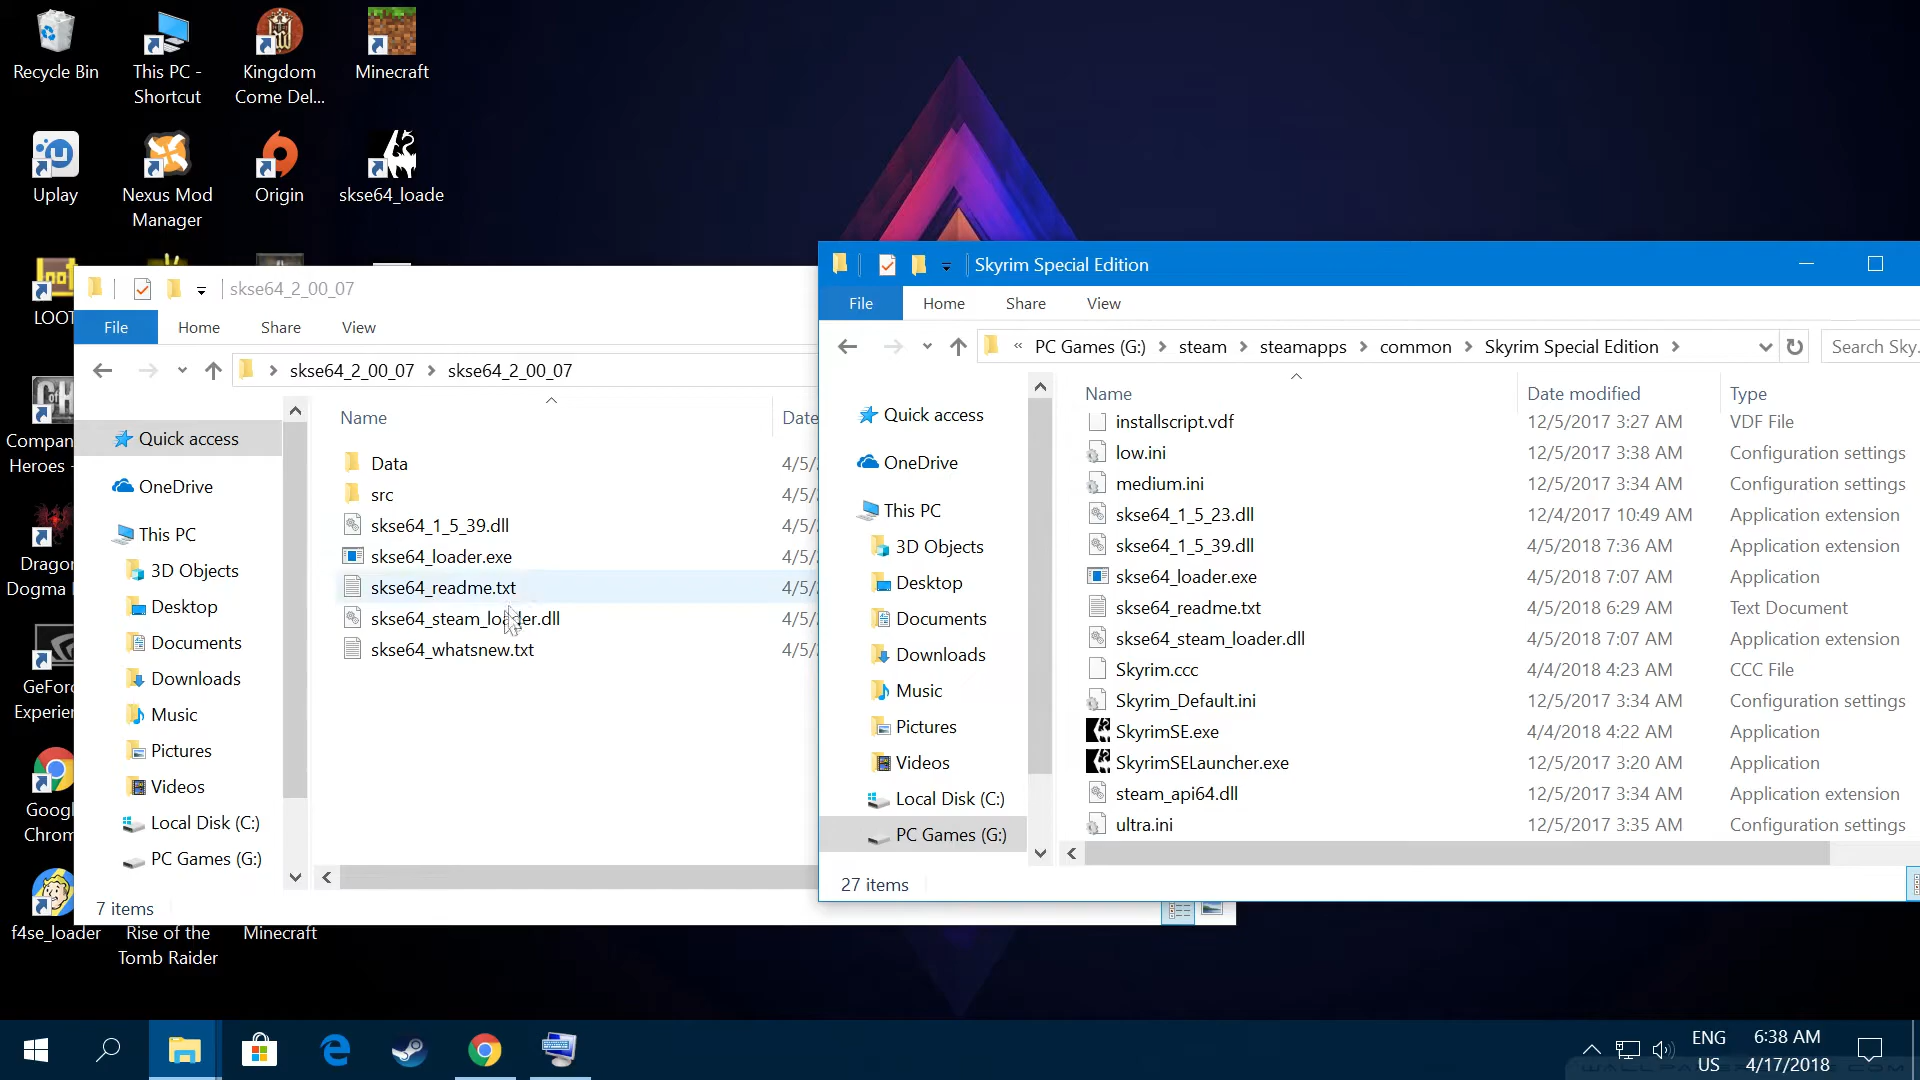 Recycle Bin
This PC -
Shortcut
Kingdom
Come Del...
Minecraft
Uplay
Nexus Mod
Manager
Origin
skse64_loade
LOOT
Compan
Heroes -
Dragon
Dogma
GeForc
Experien
Googl
Chrom
f4se_loader
Rise of the
Tomb Raider
Minecraft
skse64_2_00_07
File
Home
Share
View
skse64_2_00_07
skse64_2_00_07
Quick access
OneDrive
This PC
3D Objects
Desktop
Documents
Downloads
Music
Pictures
Videos
Local Disk (C:)
PC Games (G:)
Name
Date
Data
4/5/
src
4/5/
skse64_1_5_39.dll
4/5/
skse64_loader.exe
4/5/
skse64_readme.txt
4/5/
skse64_steam_loader.dll
4/5/
skse64_whatsnew.txt
4/5/
7 items
Skyrim Special Edition
File
Home
Share
View
« PC Games (G:) > steam > steamapps > common > Skyrim Special Edition >
Search Sky.
Quick access
OneDrive
This PC
3D Objects
Desktop
Documents
Downloads
Music
Pictures
Videos
Local Disk (C:)
PC Games (G:)
Name Date modified Type
installscript.vdf 12/5/2017 3:27 AM VDF File
low.ini 12/5/2017 3:38 AM Configuration settings
medium.ini 12/5/2017 3:34 AM Configuration settings
skse64_1_5_23.dll 12/4/2017 10:49 AM Application extension
skse64_1_5_39.dll 4/5/2018 7:36 AM Application extension
skse64_loader.exe 4/5/2018 7:07 AM Application
skse64_readme.txt 4/5/2018 6:29 AM Text Document
skse64_steam_loader.dll 4/5/2018 7:07 AM Application extension
Skyrim.ccc 4/4/2018 4:23 AM CCC File
Skyrim_Default.ini 12/5/2017 3:34 AM Configuration settings
SkyrimSE.exe 4/4/2018 4:22 AM Application
SkyrimSELauncher.exe 12/5/2017 3:20 AM Application
steam_api64.dll 12/5/2017 3:34 AM Application extension
ultra.ini 12/5/2017 3:35 AM Configuration settings
27 items
ENG
US
6:38 AM
4/17/2018